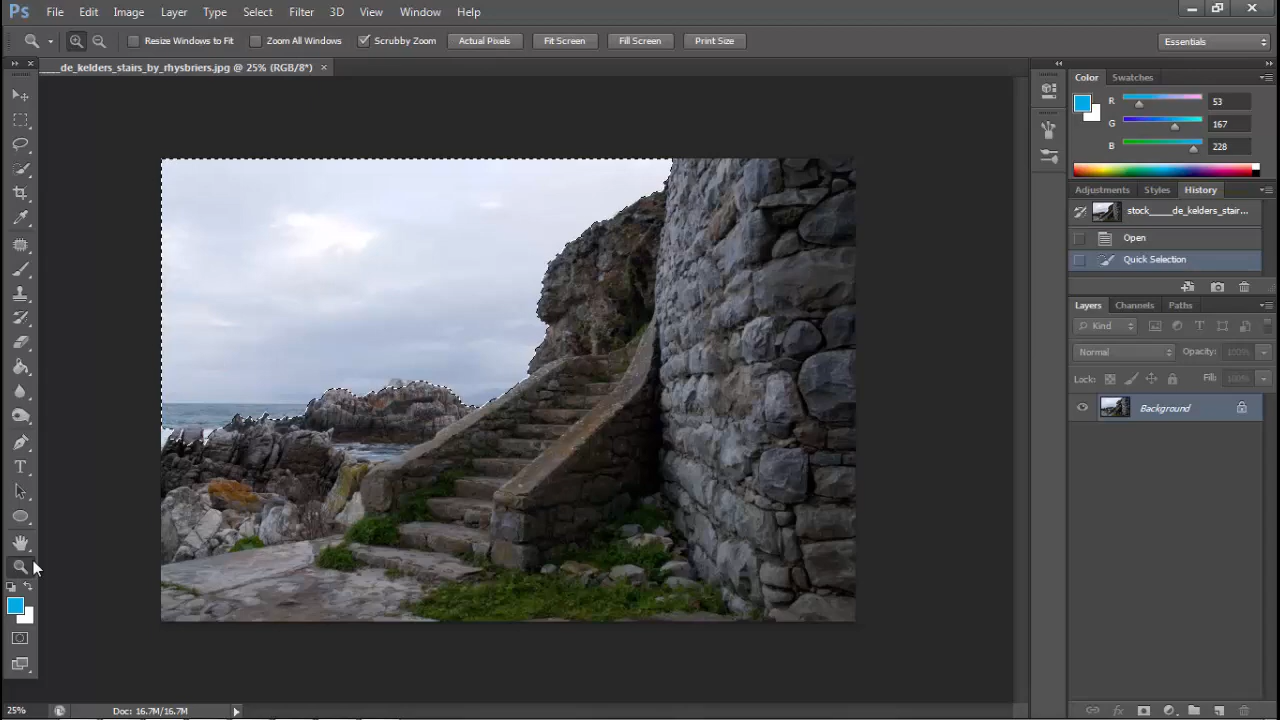 Ps File Edit Image Layer Type Select Filter 3D View Window Help
Resize Windows to Fit Zoom All Windows Scrubby Zoom Actual Pixels Fit Screen Fill Screen Print Size Essentials
____de_kelders_stairs_by_rhysbriers.jpg @ 25% (RGB/8*) ×
Color Swatches
R 53
G 167
B 228
Adjustments Styles History
stock_____de_kelders_stair...
Open
Quick Selection
Layers Channels Paths
Kind
Normal Opacity: 100%
Lock: Fill: 100%
Background
25% Doc: 16.7M/16.7M